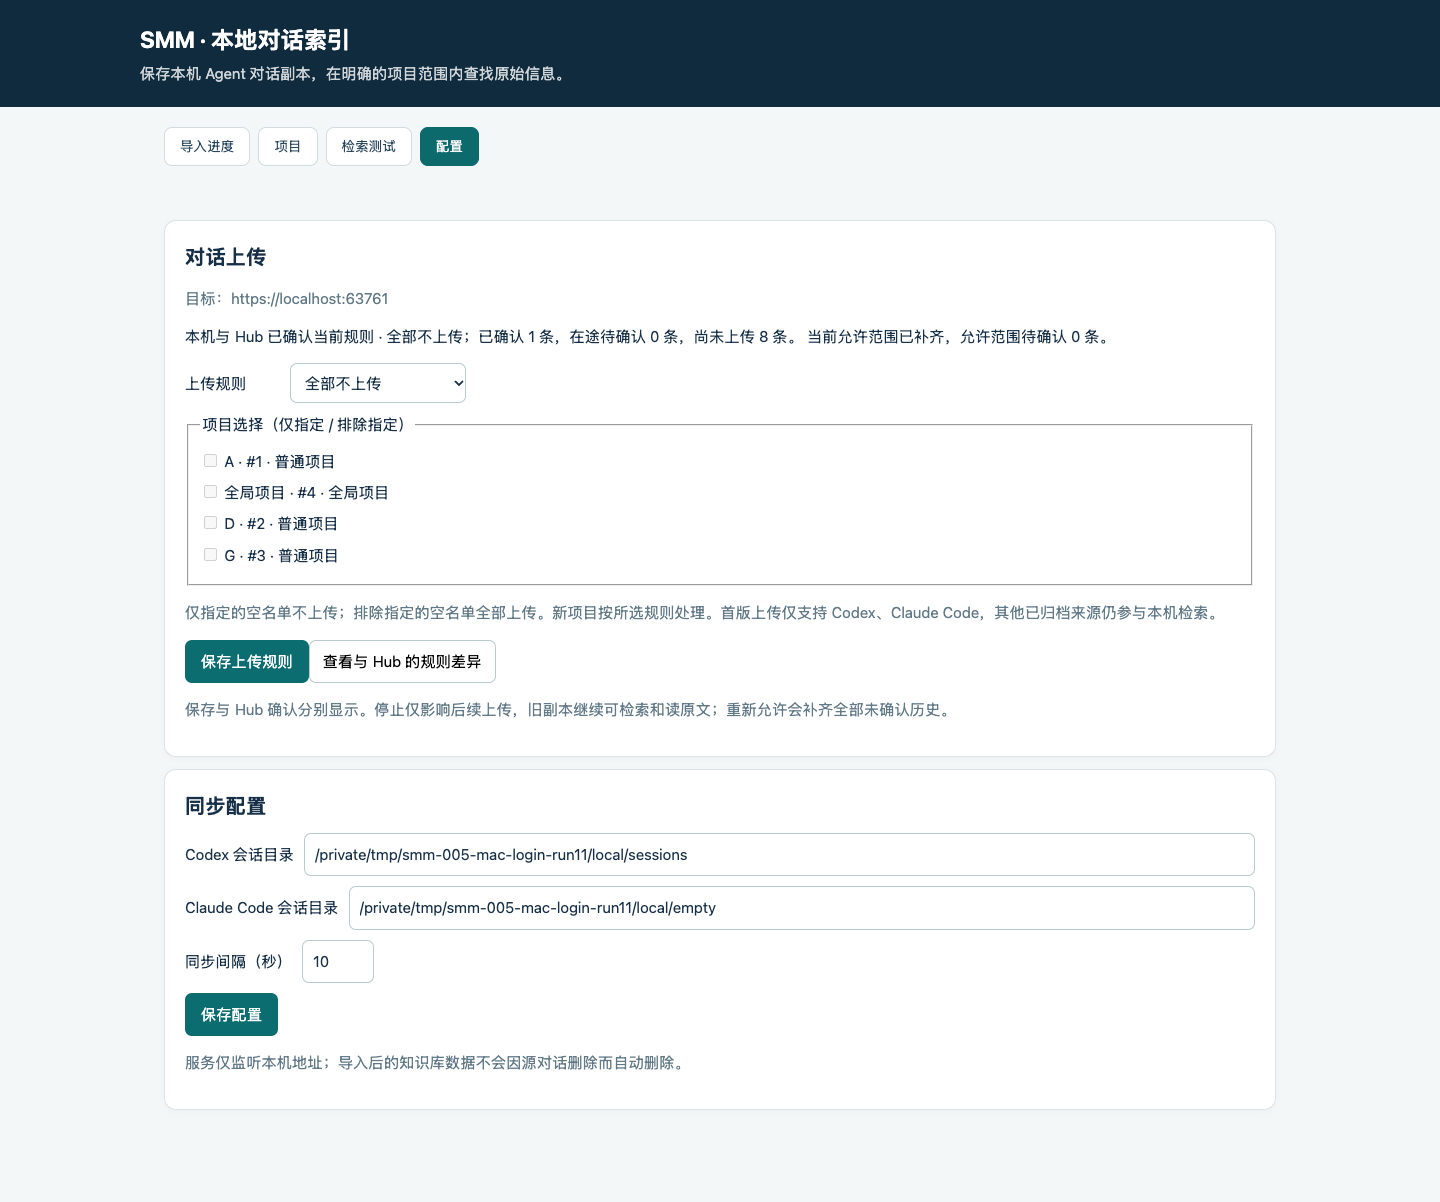 SMM · 本地对话索引
保存本机 Agent 对话副本，在明确的项目范围内查找原始信息。
导入进度
项目
检索测试
配置
对话上传
目标：https://localhost:63761
本机与 Hub 已确认当前规则 · 全部不上传；已确认 1 条，在途待确认 0 条，尚未上传 8 条。 当前允许范围已补齐，允许范围待确认 0 条。
上传规则
全部不上传
项目选择（仅指定 / 排除指定）
A · #1 · 普通项目
全局项目 · #4 · 全局项目
D · #2 · 普通项目
G · #3 · 普通项目
仅指定的空名单不上传；排除指定的空名单全部上传。新项目按所选规则处理。首版上传仅支持 Codex、Claude Code，其他已归档来源仍参与本机检索。
保存上传规则
查看与 Hub 的规则差异
保存与 Hub 确认分别显示。停止仅影响后续上传，旧副本继续可检索和读原文；重新允许会补齐全部未确认历史。
同步配置
Codex 会话目录
/private/tmp/smm-005-mac-login-run11/local/sessions
Claude Code 会话目录
/private/tmp/smm-005-mac-login-run11/local/empty
同步间隔（秒）
10
保存配置
服务仅监听本机地址；导入后的知识库数据不会因源对话删除而自动删除。